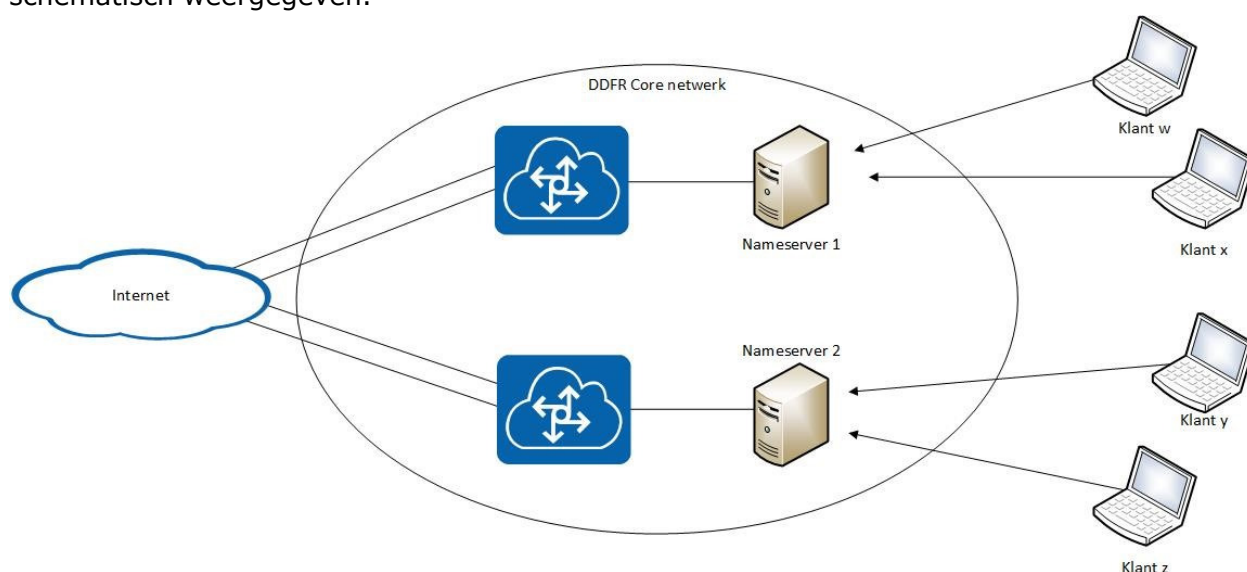 schematisch weergegeven.
DDFR Core netwerk
Klant w
Nameserver 1
Klant x
Internet
Nameserver 2
Klant y
Klant z